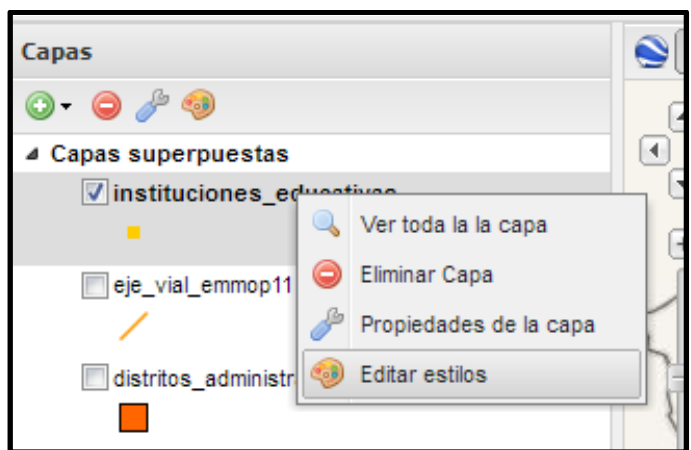 Capas
Capas superpuestas
instituciones_educativas
Ver toda la la capa
Eliminar Capa
eje_vial_emmop11
Propiedades de la capa
distritos_administr
Editar estilos